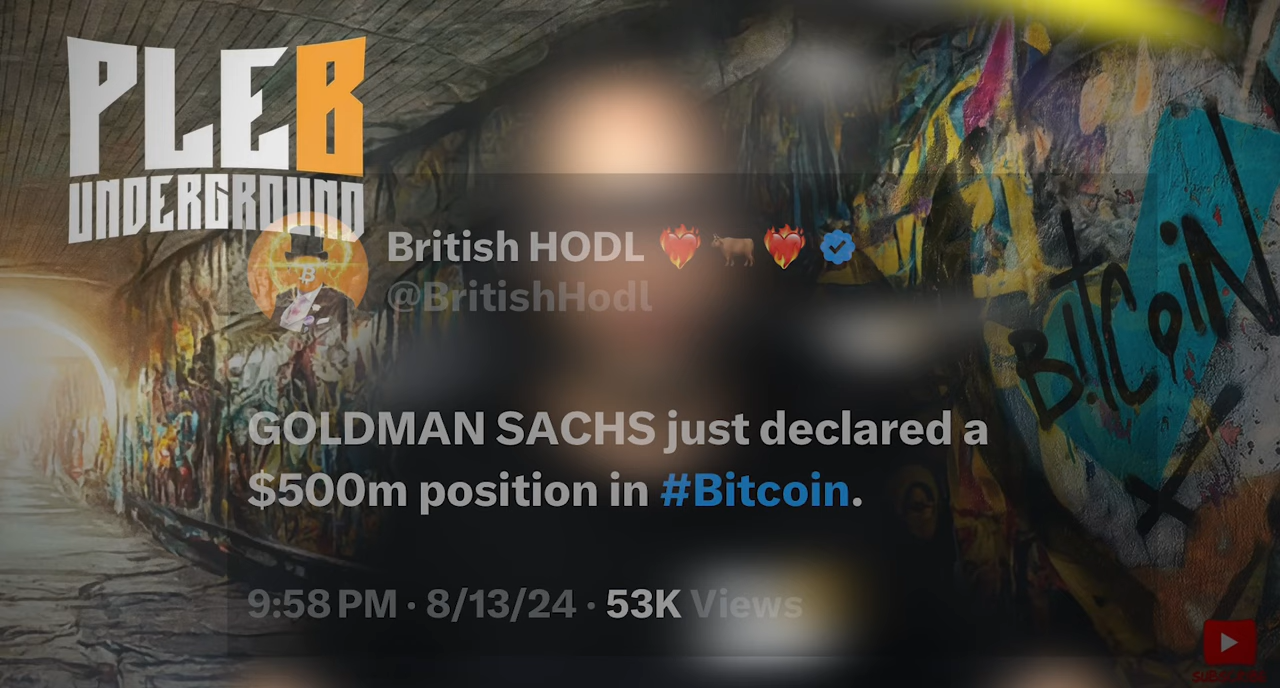 PLEB
UNDERGROUND
British HODL ❤️‍🔥🐂❤️‍🔥
@BritishHodl
GOLDMAN SACHS just declared a
$500m position in #Bitcoin.
9:58 PM · 8/13/24 · 53K Views
BiTCoiN
SUBSCRIBE